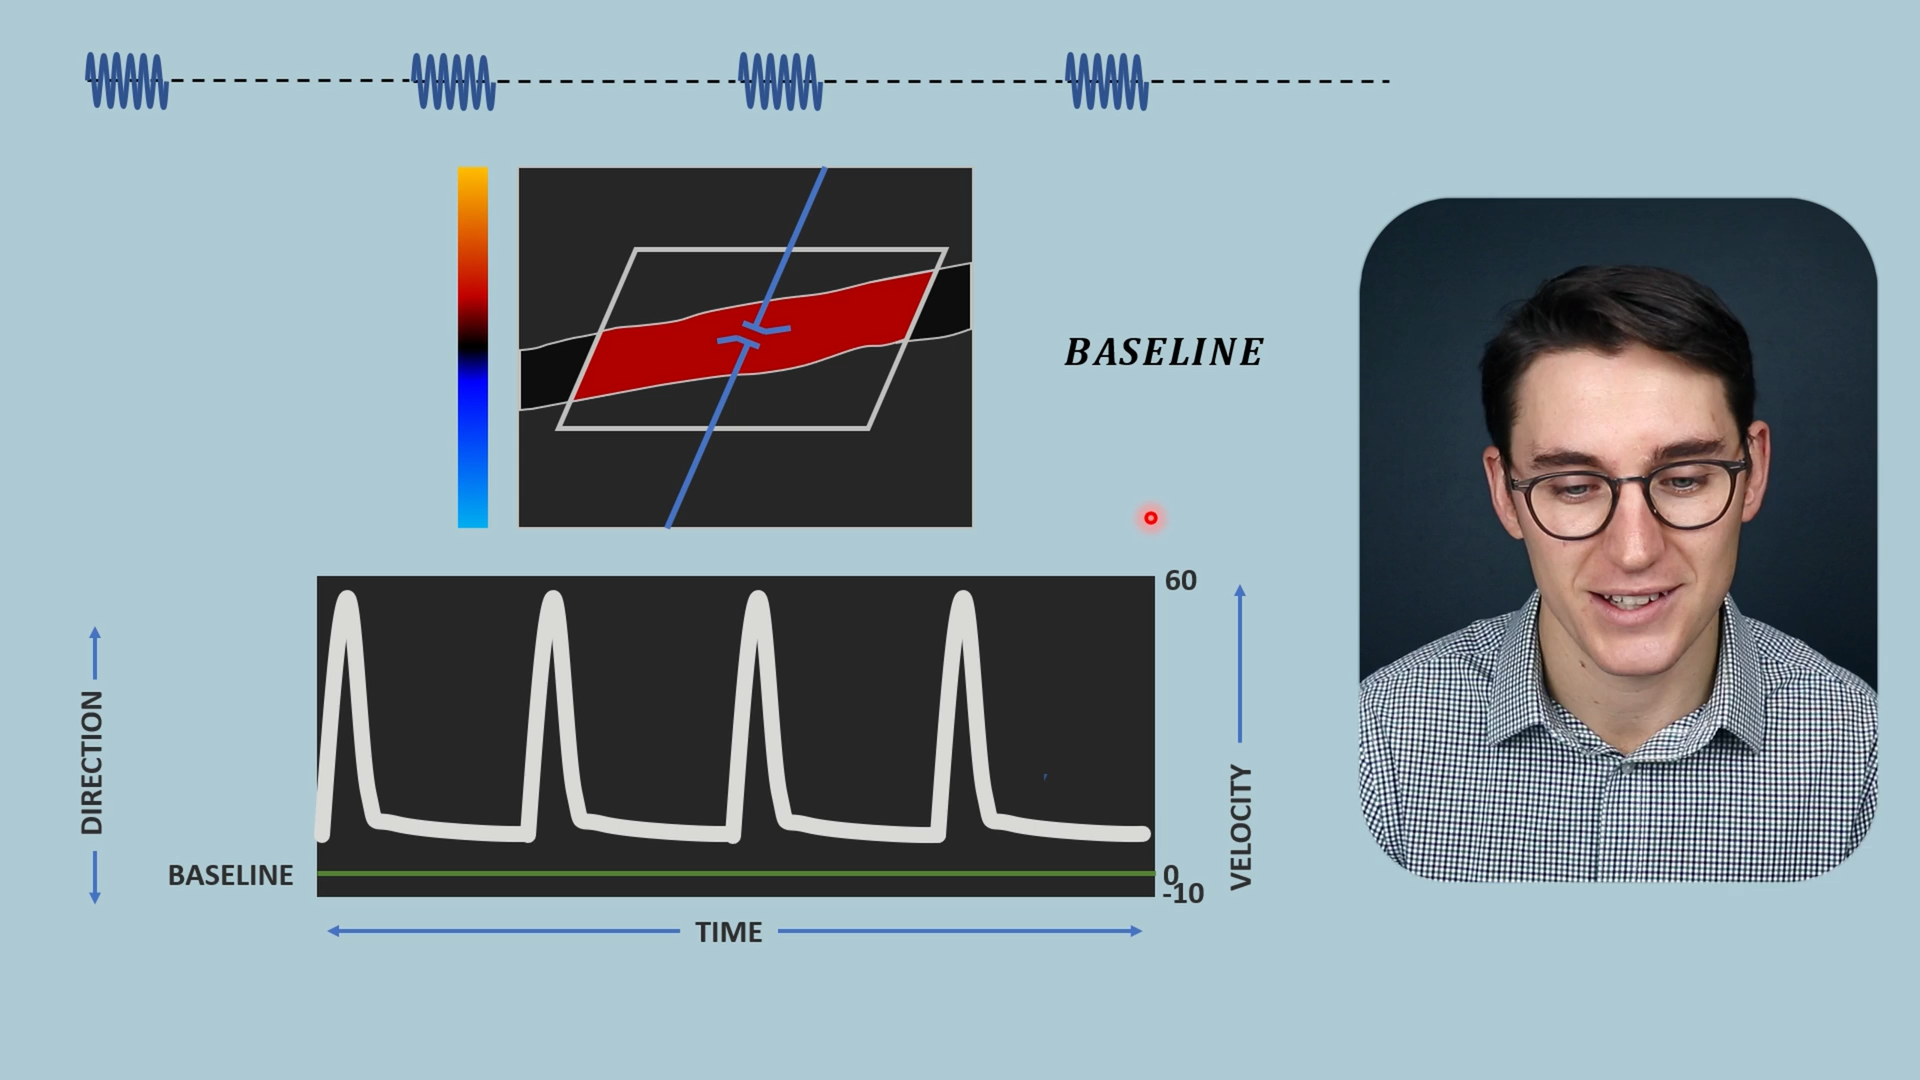 BASELINE
60
DIRECTION
VELOCITY
BASELINE
0
-10
TIME